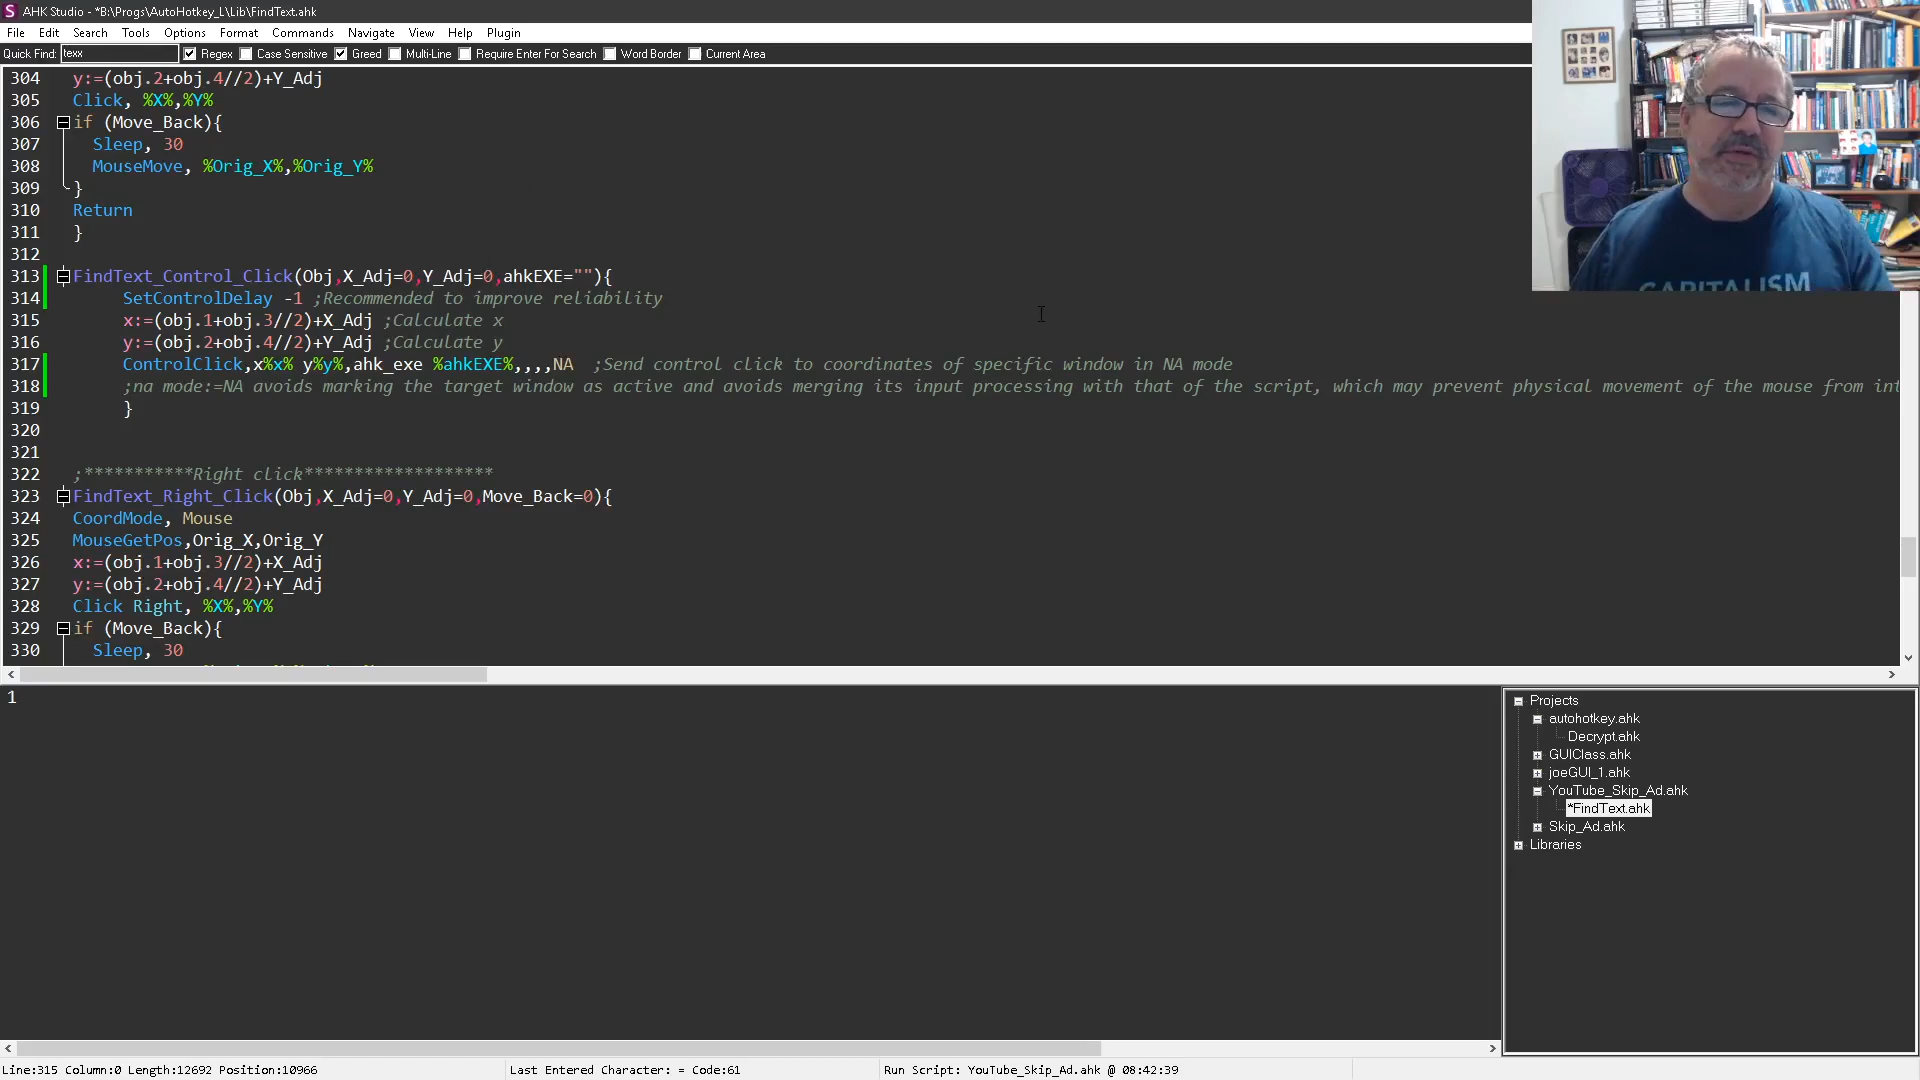 AHK Studio - *B:\Progs\AutoHotkey_L\Lib\FindText.ahk
File Edit Search Tools Options Format Commands Navigate View Help Plugin
Quick Find: texx Regex Case Sensitive Greed Multi-Line Require Enter For Search Word Border Current Area
304 y:=(obj.2+obj.4//2)+Y_Adj
305 Click, %X%,%Y%
306 if (Move_Back){
307 Sleep, 30
308 MouseMove, %Orig_X%,%Orig_Y%
309 }
310 Return
311 }
312
313 FindText_Control_Click(Obj,X_Adj=0,Y_Adj=0,ahkEXE=""){
314 SetControlDelay -1 ;Recommended to improve reliability
315 x:=(obj.1+obj.3//2)+X_Adj ;Calculate x
316 y:=(obj.2+obj.4//2)+Y_Adj ;Calculate y
317 ControlClick,x%x% y%y%,ahk_exe %ahkEXE%,,,,NA ;Send control click to coordinates of specific window in NA mode
318 ;na mode:=NA avoids marking the target window as active and avoids merging its input processing with that of the script, which may prevent physical movement of the mouse from int
319 }
320
321
322 ;***********Right click*******************
323 FindText_Right_Click(Obj,X_Adj=0,Y_Adj=0,Move_Back=0){
324 CoordMode, Mouse
325 MouseGetPos,Orig_X,Orig_Y
326 x:=(obj.1+obj.3//2)+X_Adj
327 y:=(obj.2+obj.4//2)+Y_Adj
328 Click Right, %X%,%Y%
329 if (Move_Back){
330 Sleep, 30
CAPITALISM
1
Projects
autohotkey.ahk
Decrypt.ahk
GUIClass.ahk
joeGUI_1.ahk
YouTube_Skip_Ad.ahk
*FindText.ahk
Skip_Ad.ahk
Libraries
Line:315 Column:0 Length:12692 Position:10966 Last Entered Character: = Code:61 Run Script: YouTube_Skip_Ad.ahk @ 08:42:39